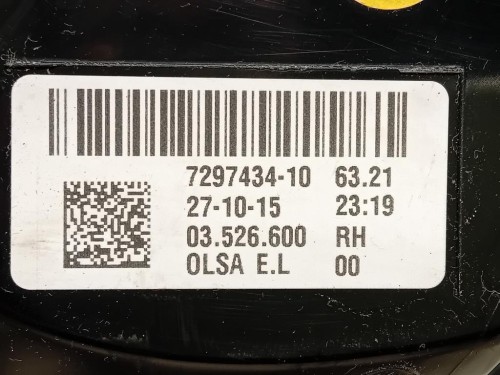 7297434-10 63.21
27-10-15 23:19
03.526.600 RH
OLSA E.L 00